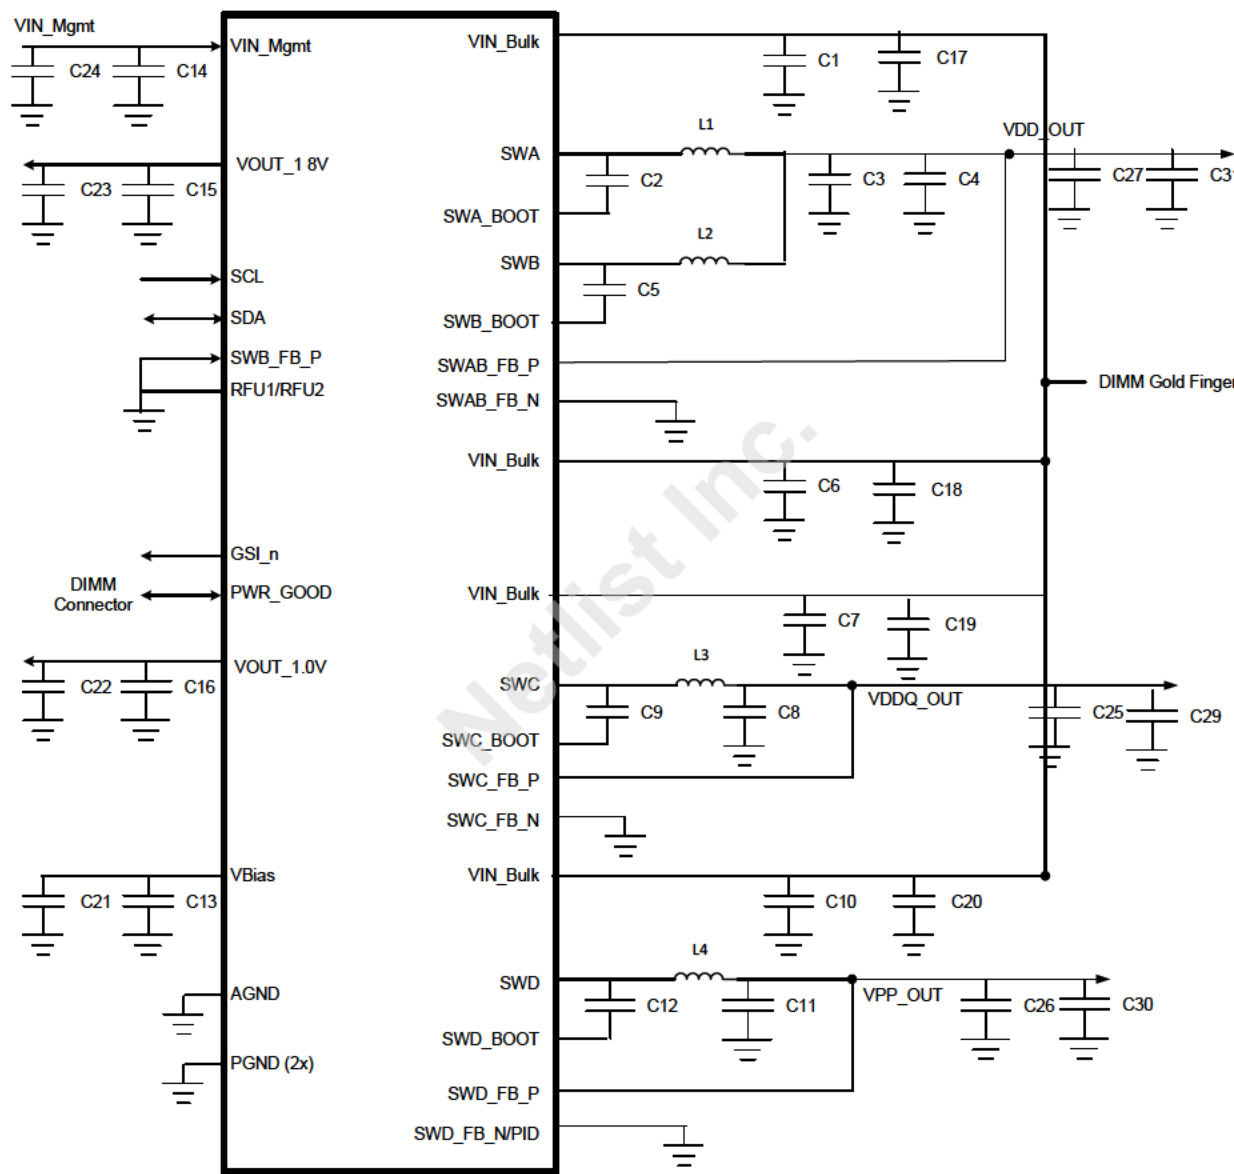 VIN_Mgmt
VIN_Mgmt
C24
C14
VOUT_1 8V
C23
C15
SCL
SDA
SWB_FB_P
RFU1/RFU2
GSI_n
DIMM
Connector
PWR_GOOD
VOUT_1.0V
C22
C16
VBias
C21
C13
AGND
PGND (2x)
VIN_Bulk
C1
C17
L1
VDD_OUT
SWA
C2
C3
C4
C27
C31
SWA_BOOT
L2
SWB
C5
SWB_BOOT
SWAB_FB_P
DIMM Gold Finger
SWAB_FB_N
VIN_Bulk
C6
C18
VIN_Bulk
C7
C19
L3
SWC
VDDQ_OUT
C9
C8
C25
C29
SWC_BOOT
SWC_FB_P
SWC_FB_N
VIN_Bulk
C10
C20
L4
SWD
VPP_OUT
C12
C11
C26
C30
SWD_BOOT
SWD_FB_P
SWD_FB_N/PID
Netlist Inc.